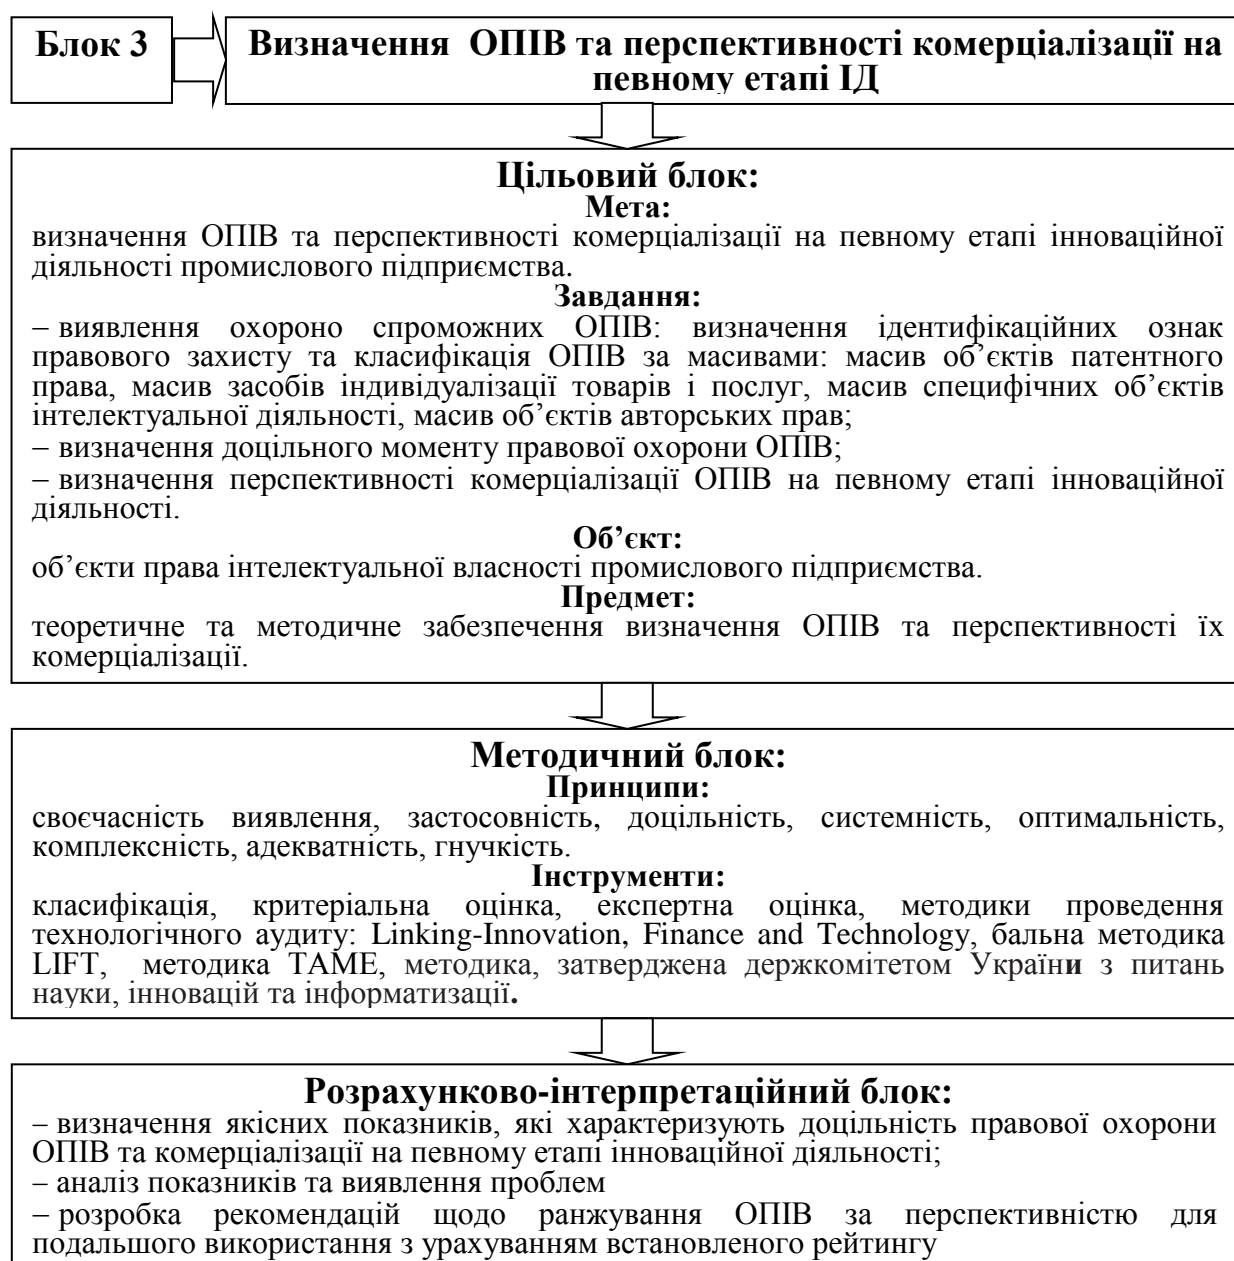 Блок 3
Визначення ОПІВ та перспективності комерціалізації на
певному етапі ІД
Цільовий блок:
Мета:
визначення ОПІВ та перспективності комерціалізації на певному етапі інноваційної
діяльності промислового підприємства.
Завдання:
– виявлення охороно спроможних ОПІВ: визначення ідентифікаційних ознак
правового захисту та класифікація ОПІВ за масивами: масив об’єктів патентного
права, масив засобів індивідуалізації товарів і послуг, масив специфічних об’єктів
інтелектуальної діяльності, масив об’єктів авторських прав;
– визначення доцільного моменту правової охорони ОПІВ;
– визначення перспективності комерціалізації ОПІВ на певному етапі інноваційної
діяльності.
Об’єкт:
об’єкти права інтелектуальної власності промислового підприємства.
Предмет:
теоретичне та методичне забезпечення визначення ОПІВ та перспективності їх
комерціалізації.
Методичний блок:
Принципи:
своєчасність виявлення, застосовність, доцільність, системність, оптимальність,
комплексність, адекватність, гнучкість.
Інструменти:
класифікація, критеріальна оцінка, експертна оцінка, методики проведення
технологічного аудиту: Linking-Innovation, Finance and Technology, бальна методика
LIFT, методика TAME, методика, затверджена держкомітетом України з питань
науки, інновацій та інформатизації.
Розрахунково-інтерпретаційний блок:
– визначення якісних показників, які характеризують доцільність правової охорони
ОПІВ та комерціалізації на певному етапі інноваційної діяльності;
– аналіз показників та виявлення проблем
– розробка рекомендацій щодо ранжування ОПІВ за перспективністю для
подальшого використання з урахуванням встановленого рейтингу